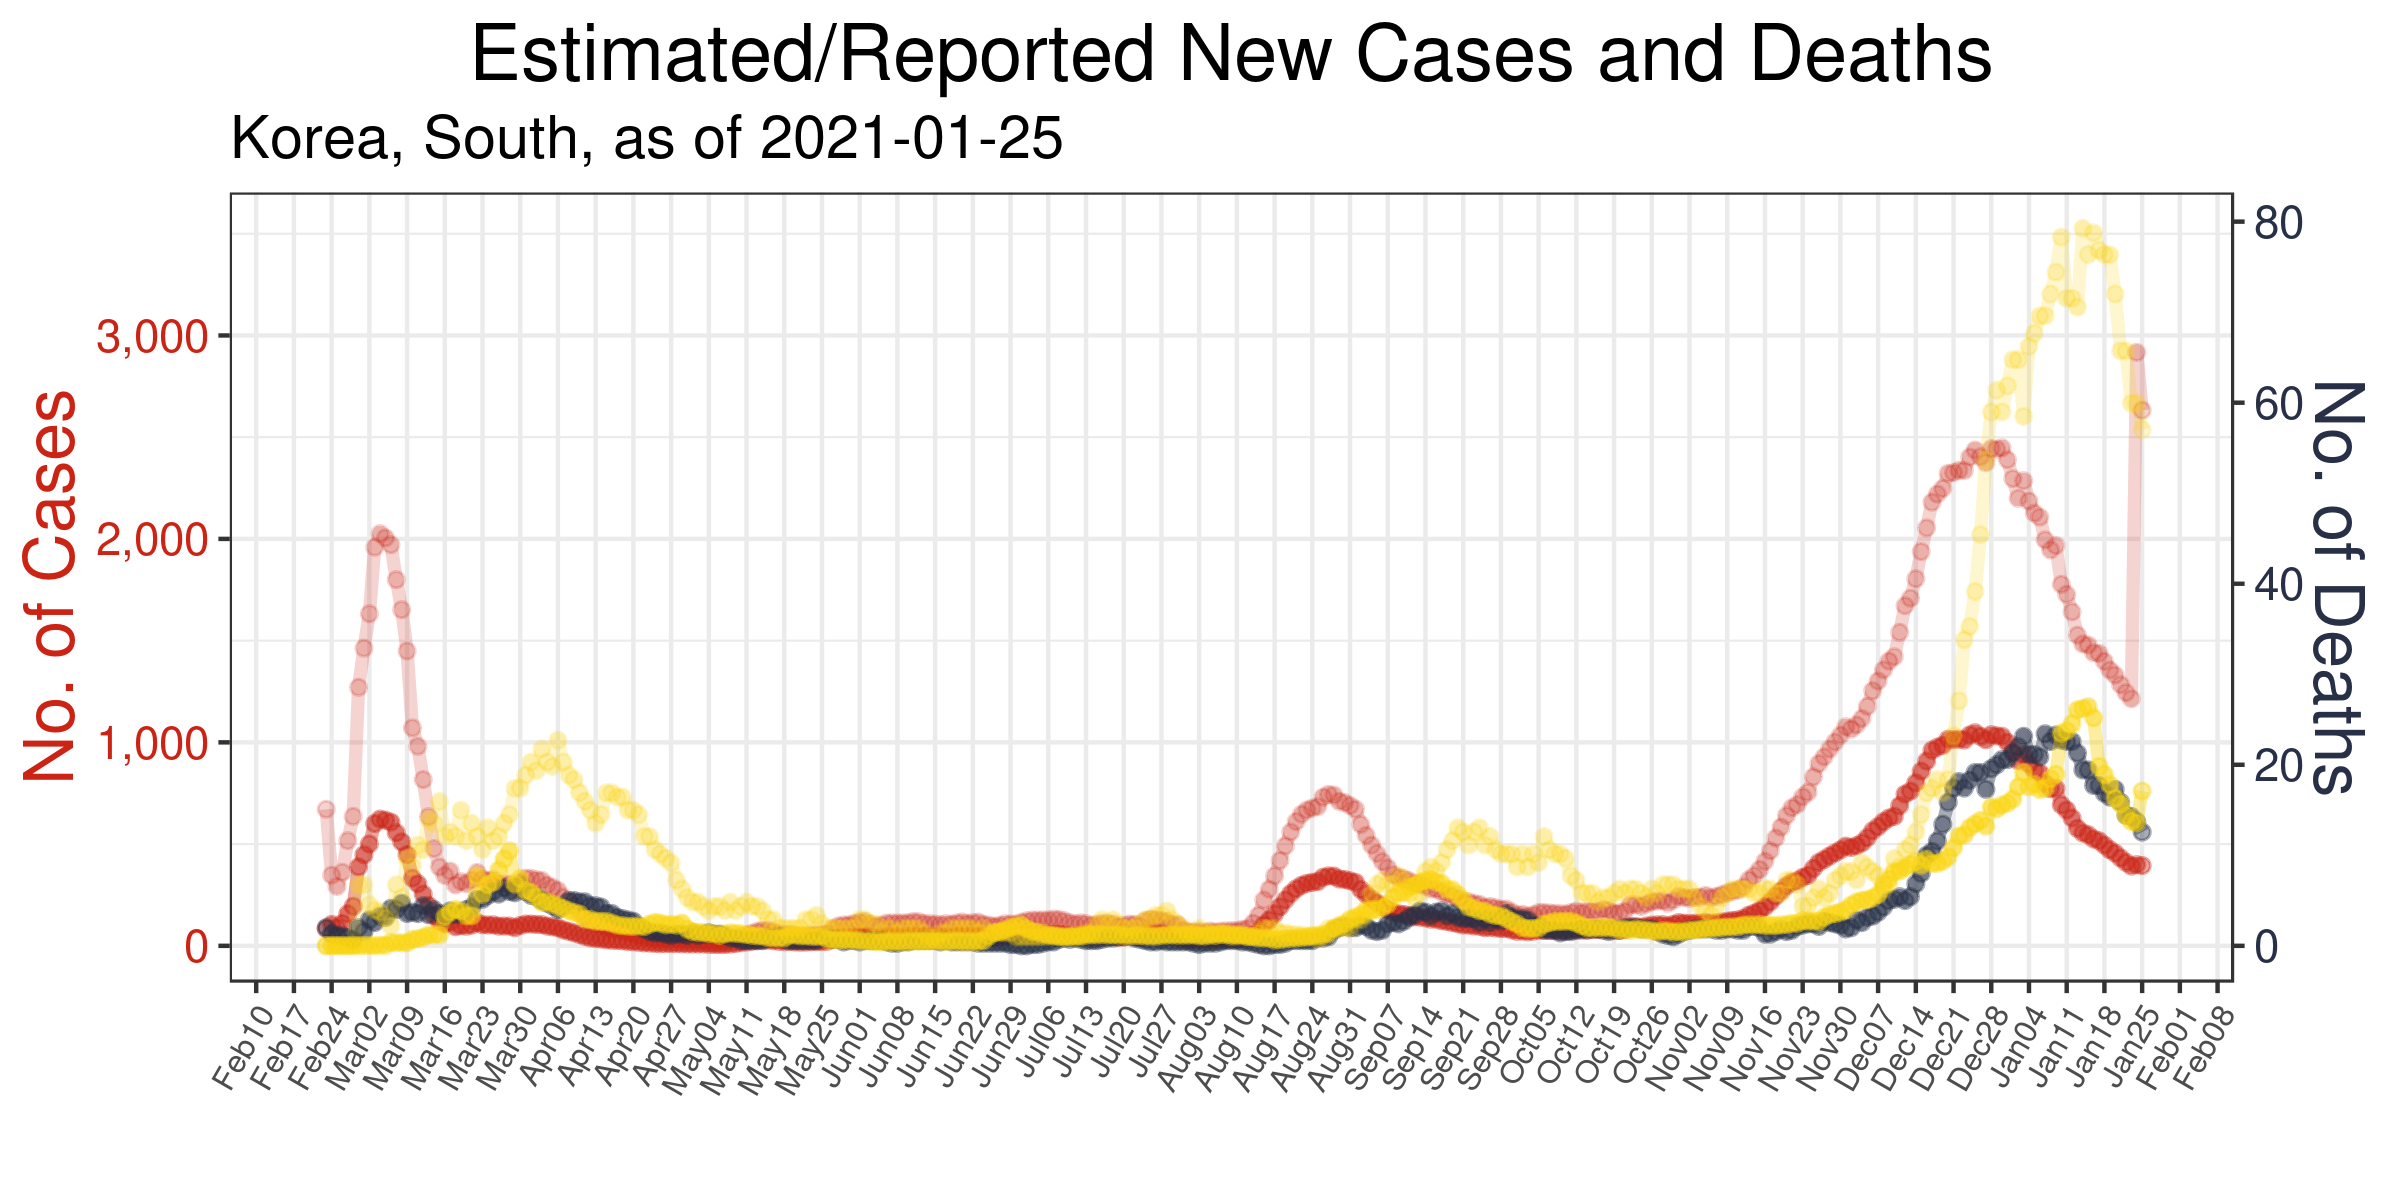 Estimated/Reported New Cases and Deaths
Korea, South, as of 2021-01-25
No. of Cases
3,000
2,000
1,000
0
80
60
40
20
0
No. of Deaths
Feb10
Feb17
Feb24
Mar02
Mar09
Mar16
Mar23
Mar30
Apr06
Apr13
Apr20
Apr27
May04
May11
May18
May25
Jun01
Jun08
Jun15
Jun22
Jun29
Jul06
Jul13
Jul20
Jul27
Aug03
Aug10
Aug17
Aug24
Aug31
Sep07
Sep14
Sep21
Sep28
Oct05
Oct12
Oct19
Oct26
Nov02
Nov09
Nov16
Nov23
Nov30
Nov07
Dec14
Dec21
Dec28
Dec04
Jan11
Jan18
Jan25
Feb01
Feb08